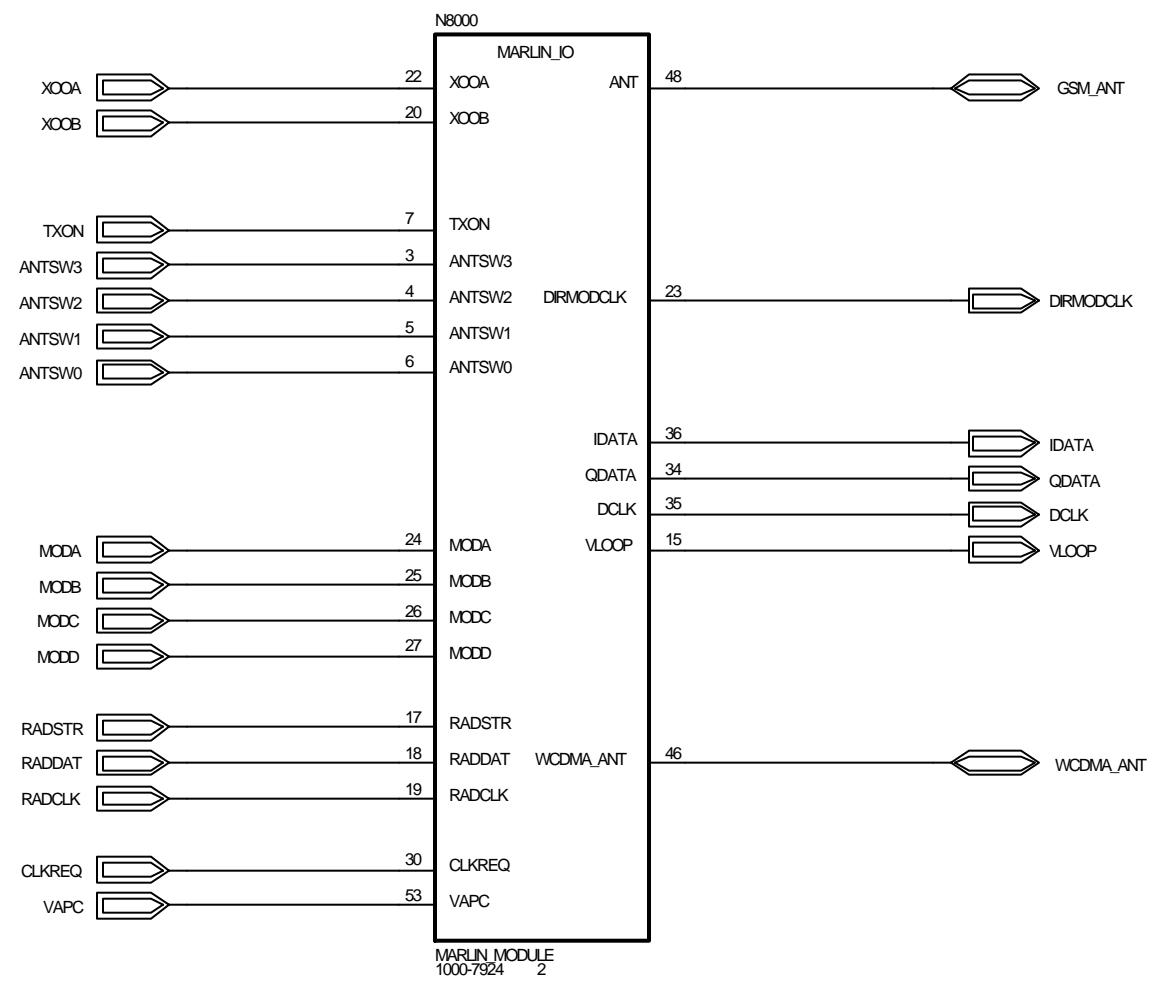 N8000
MARLIN_IO
XOOA 22 XOOA ANT 48 GSM_ANT
XOOB 20 XOOB
TXON 7 TXON
ANTSW3 3 ANTSW3
ANTSW2 4 ANTSW2 DIRMODCLK 23 DIRMODCLK
ANTSW1 5 ANTSW1
ANTSW0 6 ANTSW0
IDATA 36 IDATA
QDATA 34 QDATA
DCLK 35 DCLK
MODA 24 MODA VLOOP 15 VLOOP
MODB 25 MODB
MODC 26 MODC
MODD 27 MODD
RADSTR 17 RADSTR
RADDAT 18 RADDAT WCDMA_ANT 46 WCDMA_ANT
RADCLK 19 RADCLK
CLKREQ 30 CLKREQ
VAPC 53 VAPC
MARLIN_MODULE
1000-7924 2